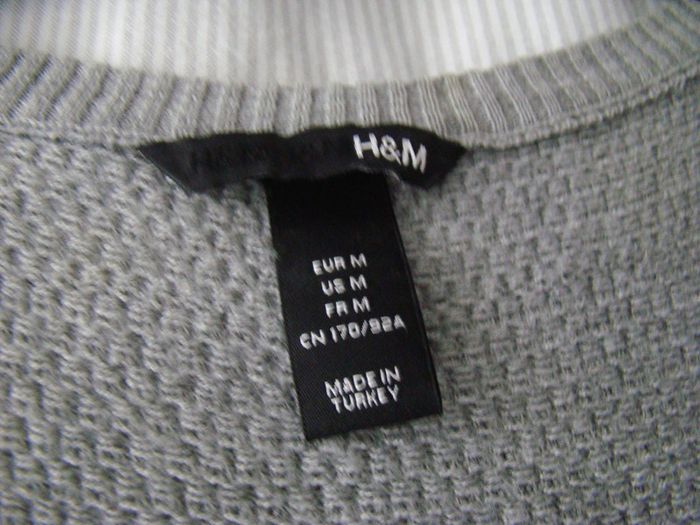 H&M
EUR M
US M
FR M
CN 170/92A
MADE IN
TURKEY